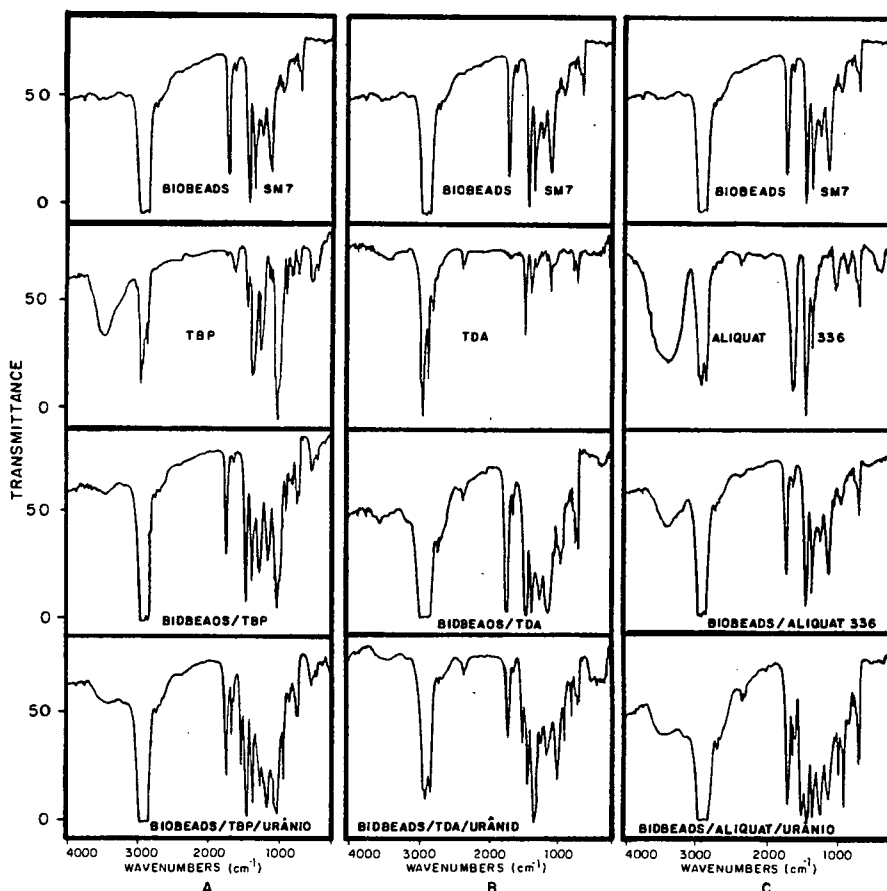 TRANSMITTANCE
50
0
BIOBEADS SM7
BIOBEADS SM7
BIOBEADS SM7
50
0
TBP
TDA
ALIQUAT 336
50
0
BIDBEAOS/TBP
BIDBEAOS/TDA
BIOBEADS/ALIQUAT 336
50
0
BIOBEADS/TBP/URÂNIO
BIDBEADS/TDA/URÂNID
BIDBEADS/ALIQUAT/URÂNIO
4000 3000 2000 1000
4000 3000 2000 1000
4000 3000 2000 1000
WAVENUMBERS (cm⁻¹)
WAVENUMBERS (cm⁻¹)
WAVENUMBERS (cm⁻¹)
A
B
C